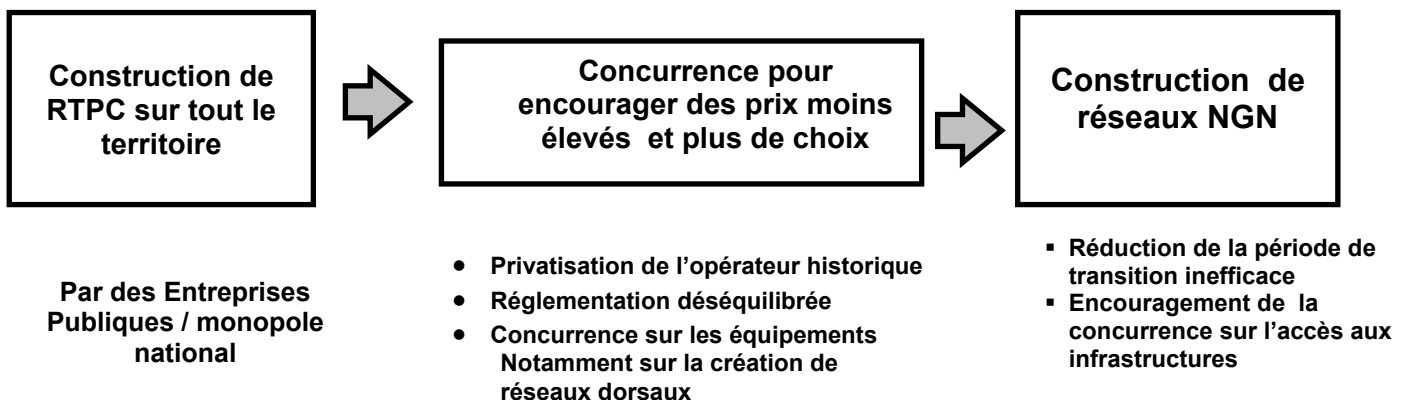 Construction de
RTPC sur tout le
territoire
Concurrence pour
encourager des prix moins
élevés et plus de choix
Construction de
réseaux NGN
Par des Entreprises
Publiques / monopole
national
• Privatisation de l'opérateur historique
• Réglementation déséquilibrée
• Concurrence sur les équipements
Notamment sur la création de
réseaux dorsaux
▪ Réduction de la période de
transition inefficace
▪ Encouragement de la
concurrence sur l'accès aux
infrastructures